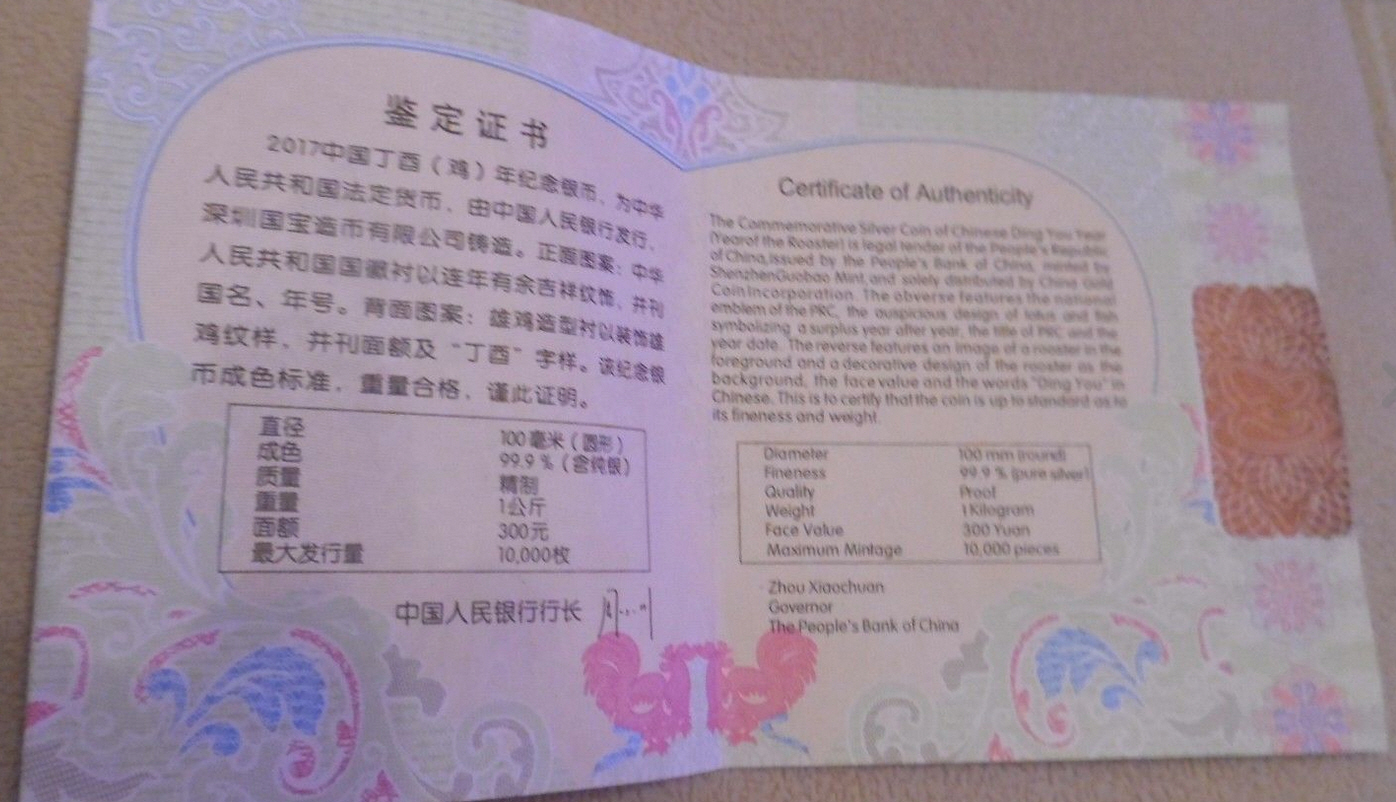 鉴定证书
2017中国丁酉（鸡）年纪念银币，为中华
人民共和国法定货币，由中国人民银行发行，
深圳国宝造币有限公司铸造。正面图案：中华
人民共和国国徽衬以连年有余吉祥纹饰，并刊
国名、年号。背面图案：雄鸡造型衬以装饰雄
鸡纹样，并刊面额及“丁酉”字样。该纪念银
币成色标准，重量合格，谨此证明。
直径 100毫米（圆形）
成色 99.9 %（含纯银）
质量 精制
重量 1公斤
面额 300元
最大发行量 10,000枚
中国人民银行行长
Certificate of Authenticity
The Commemorative Silver Coin of Chinese Ding You Year
(Yearof the Rooster) is legal tender of the People's Republic
of China,issued by the People's Bank of China, minted by
ShenzhenGuobao Mint,and solely distributed by China Gold
CoinIncorporation. The obverse features the national
emblem of the PRC, the auspicious design of lotus and fish
symbolizing a surplus year after year, the title of PRC and the
year date. The reverse features an image of a rooster in the
foreground and a decorative design of the rooster as the
background, the face value and the words "Ding You" in
Chinese. This is to certify that the coin is up to standard as to
its fineness and weight.
Diameter 100 mm (round)
Fineness 99.9 % (pure silver)
Quality Proof
Weight 1Kilogram
Face Value 300 Yuan
Maximum Mintage 10,000 pieces
Zhou Xiaochuan
Governor
The People's Bank of China